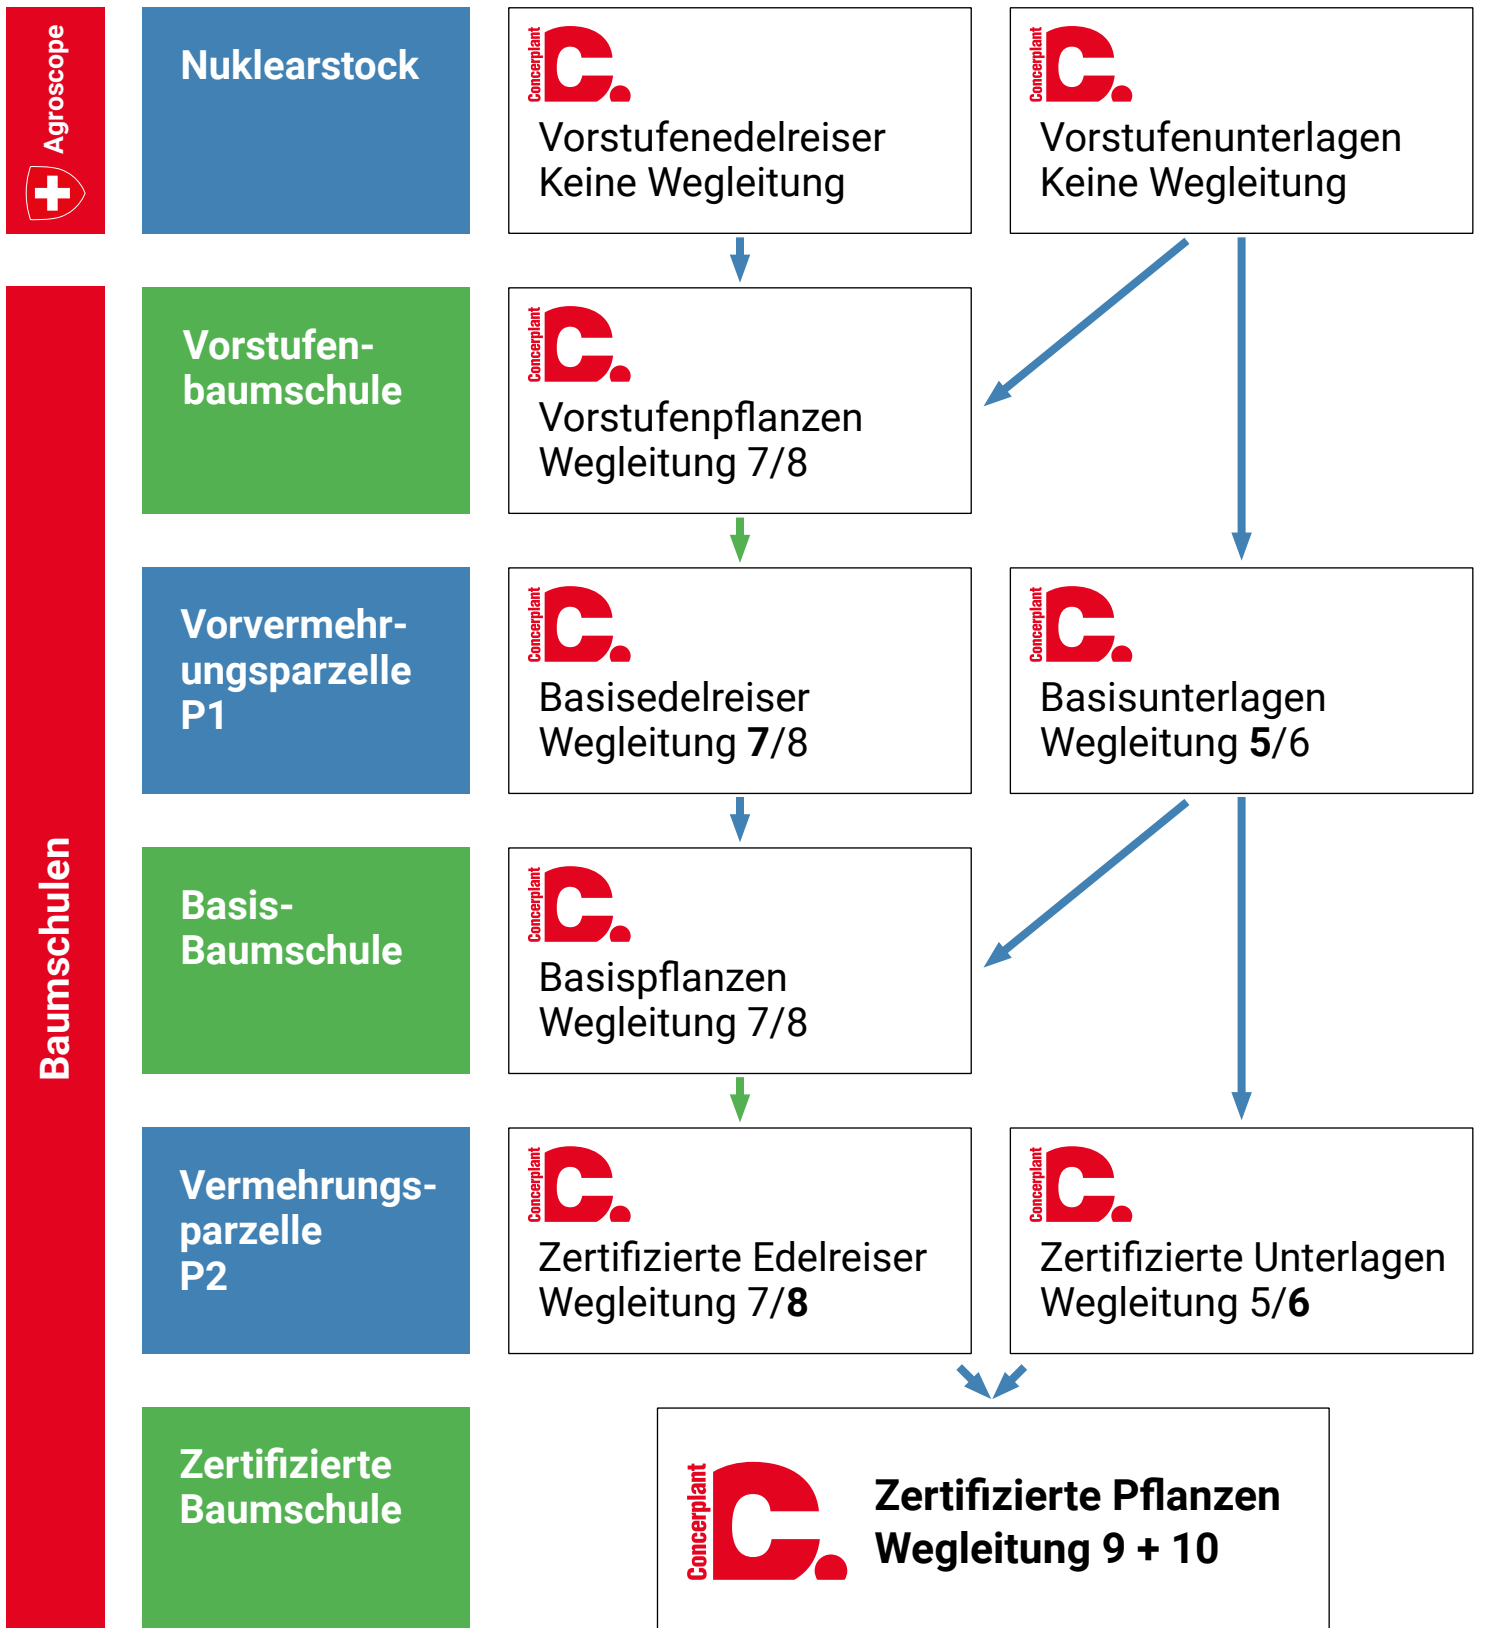 Agroscope
Nuklearstock
Concerplant
Vorstufenedelreiser
Keine Wegleitung
Concerplant
Vorstufenunterlagen
Keine Wegleitung
Baumschulen
Vorstufen-
baumschule
Concerplant
Vorstufenpflanzen
Wegleitung 7/8
Vorvermehr-
ungsparzelle
P1
Concerplant
Basisedelreiser
Wegleitung 7/8
Concerplant
Basisunterlagen
Wegleitung 5/6
Basis-
Baumschule
Concerplant
Basispflanzen
Wegleitung 7/8
Vermehrungs-
parzelle
P2
Concerplant
Zertifizierte Edelreiser
Wegleitung 7/8
Concerplant
Zertifizierte Unterlagen
Wegleitung 5/6
Zertifizierte
Baumschule
Concerplant
Zertifizierte Pflanzen
Wegleitung 9 + 10